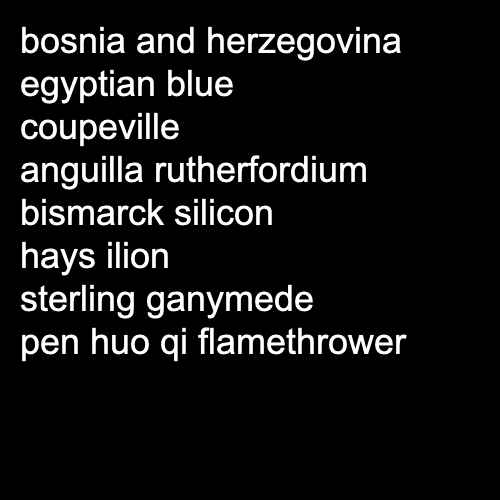 bosnia and herzegovina
egyptian blue
coupeville
anguilla rutherfordium
bismarck silicon
hays ilion
sterling ganymede
pen huo qi flamethrower